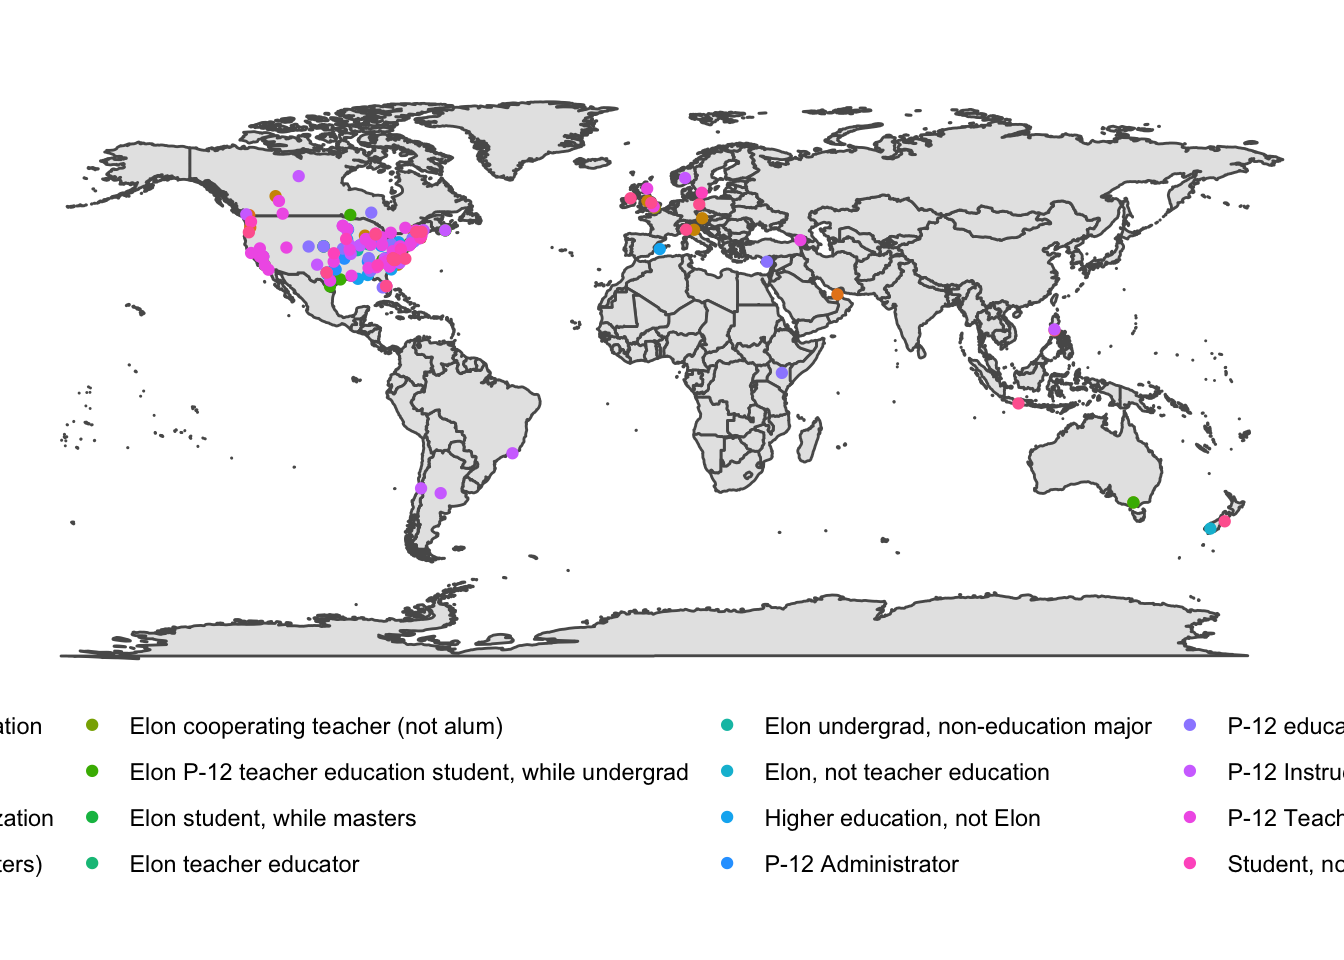 ation Elon cooperating teacher (not alum) Elon undergrad, non-education major P-12 educa
Elon P-12 teacher education student, while undergrad Elon, not teacher education P-12 Instruc
zation Elon student, while masters Higher education, not Elon P-12 Teach
ters) Elon teacher educator P-12 Administrator Student, no